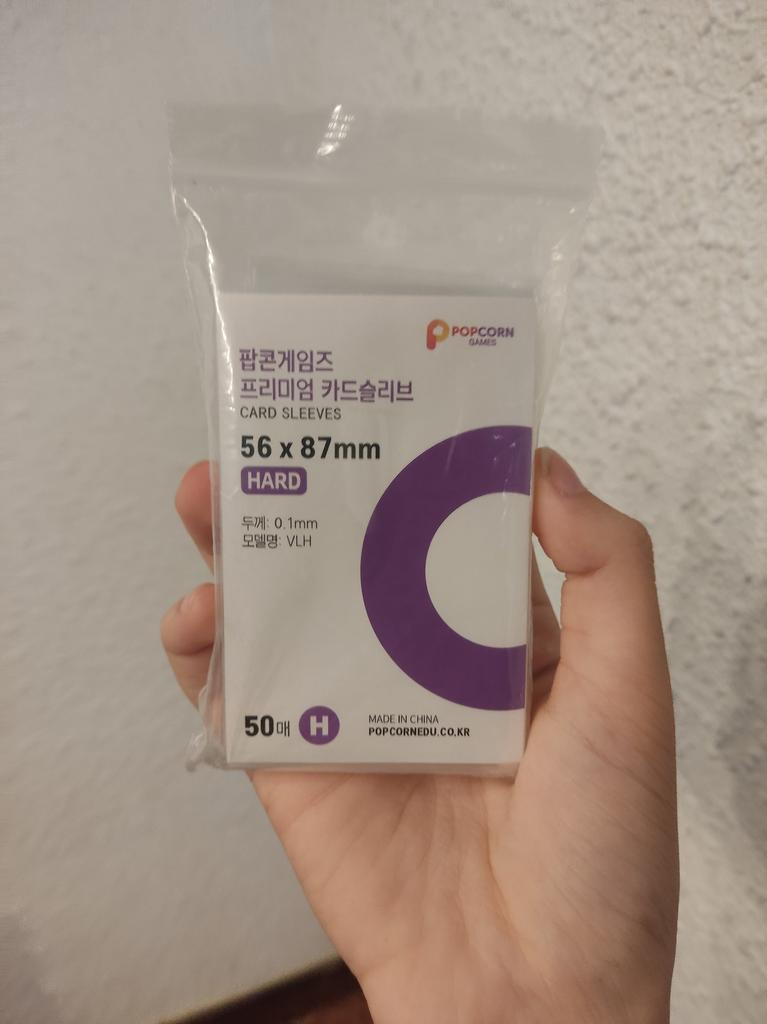 POPCORN
GAMES
팝콘게임즈
프리미엄 카드슬리브
CARD SLEEVES
56 x 87mm
HARD
두께: 0.1mm
모델명: VLH
50매 H
MADE IN CHINA
POPCORNEDU.CO.KR